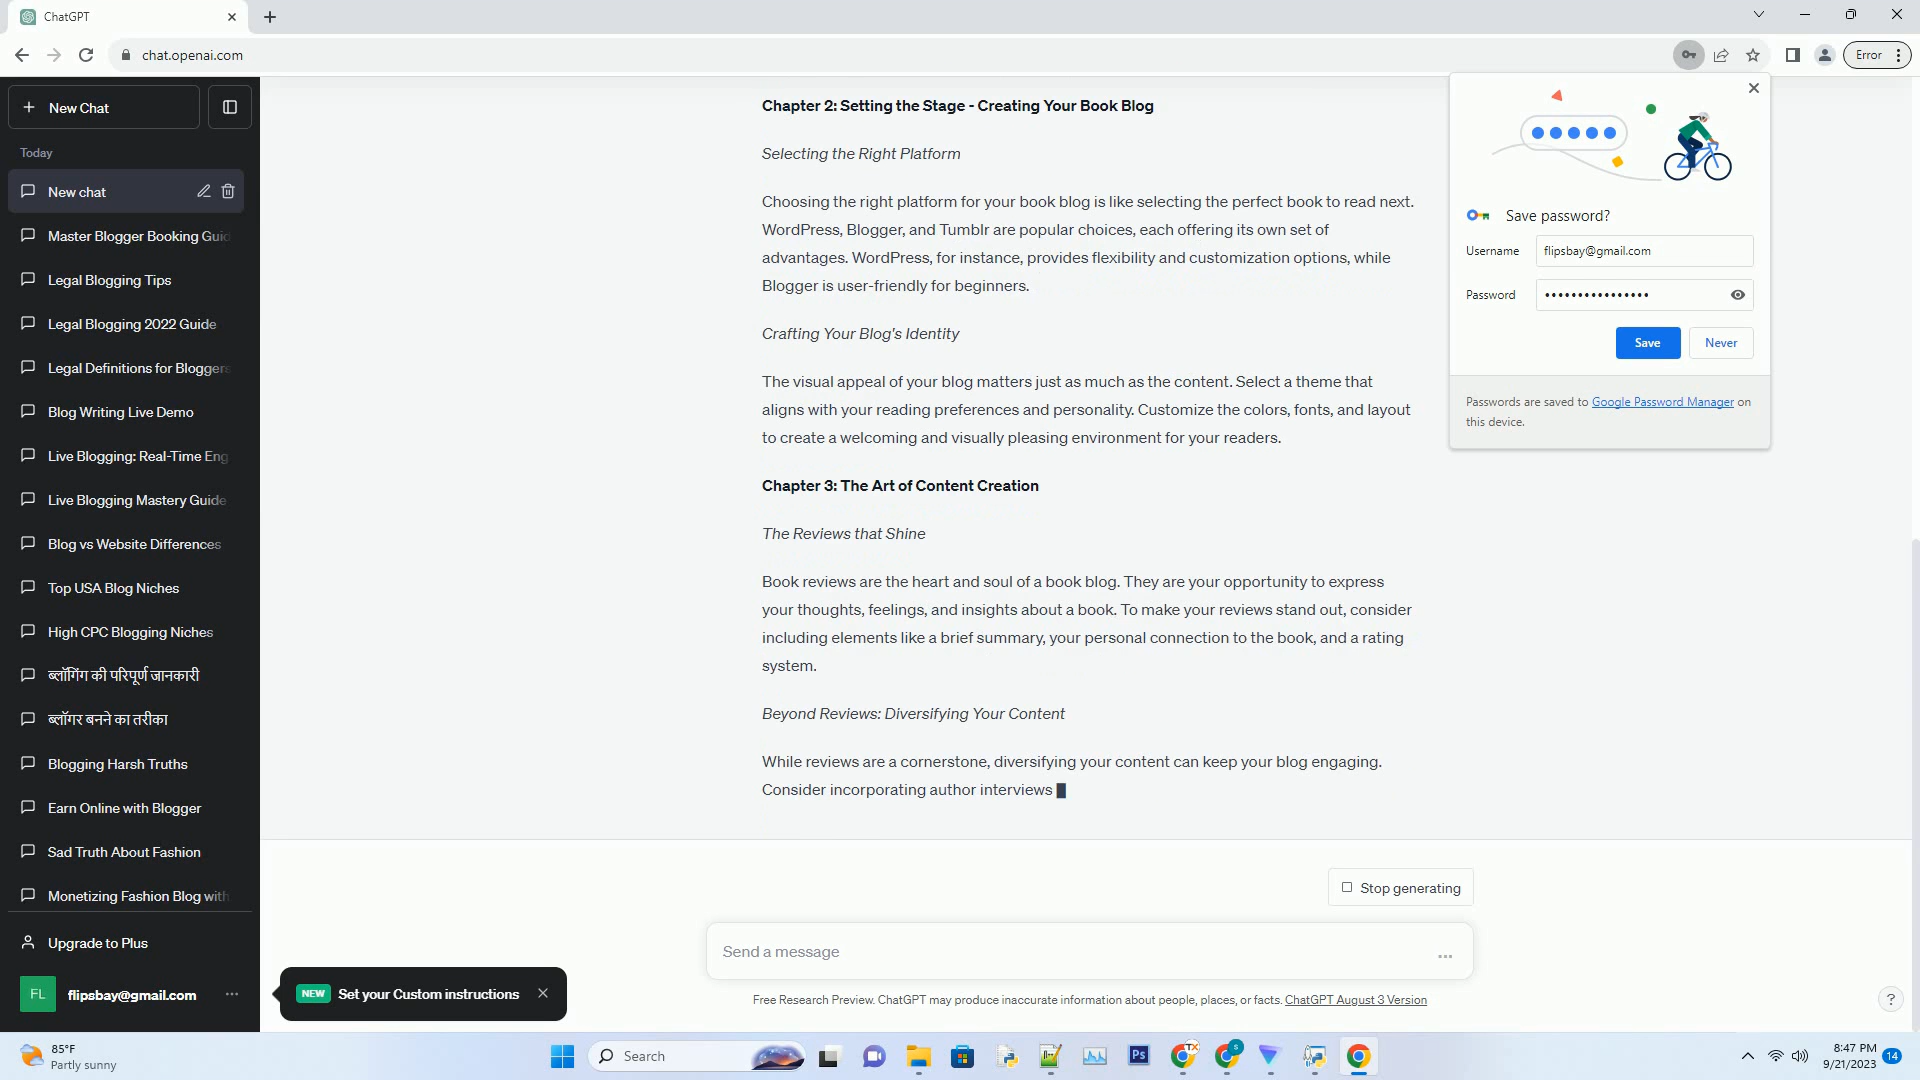 ChatGPT
chat.openai.com
Error
New Chat
Today
New chat
Master Blogger Booking Guid
Legal Blogging Tips
Legal Blogging 2022 Guide
Legal Definitions for Bloggers
Blog Writing Live Demo
Live Blogging: Real-Time Eng
Live Blogging Mastery Guide
Blog vs Website Differences
Top USA Blog Niches
High CPC Blogging Niches
ब्लॉगिंग की परिपूर्ण जानकारी
ब्लॉगर बनने का तरीका
Blogging Harsh Truths
Earn Online with Blogger
Sad Truth About Fashion
Monetizing Fashion Blog with
Upgrade to Plus
FL flipsbay@gmail.com
NEW Set your Custom instructions
Chapter 2: Setting the Stage - Creating Your Book Blog
Selecting the Right Platform
Choosing the right platform for your book blog is like selecting the perfect book to read next.
WordPress, Blogger, and Tumblr are popular choices, each offering its own set of
advantages. WordPress, for instance, provides flexibility and customization options, while
Blogger is user-friendly for beginners.
Crafting Your Blog's Identity
The visual appeal of your blog matters just as much as the content. Select a theme that
aligns with your reading preferences and personality. Customize the colors, fonts, and layout
to create a welcoming and visually pleasing environment for your readers.
Chapter 3: The Art of Content Creation
The Reviews that Shine
Book reviews are the heart and soul of a book blog. They are your opportunity to express
your thoughts, feelings, and insights about a book. To make your reviews stand out, consider
including elements like a brief summary, your personal connection to the book, and a rating
system.
Beyond Reviews: Diversifying Your Content
While reviews are a cornerstone, diversifying your content can keep your blog engaging.
Consider incorporating author interviews
Stop generating
Send a message
Free Research Preview. ChatGPT may produce inaccurate information about people, places, or facts. ChatGPT August 3 Version
?
Save password?
Username flipsbay@gmail.com
Password ••••••••••••••••
Save Never
Passwords are saved to Google Password Manager on
this device.
85°F
Partly sunny
Search
Ps
TX
S
8:47 PM
9/21/2023
14